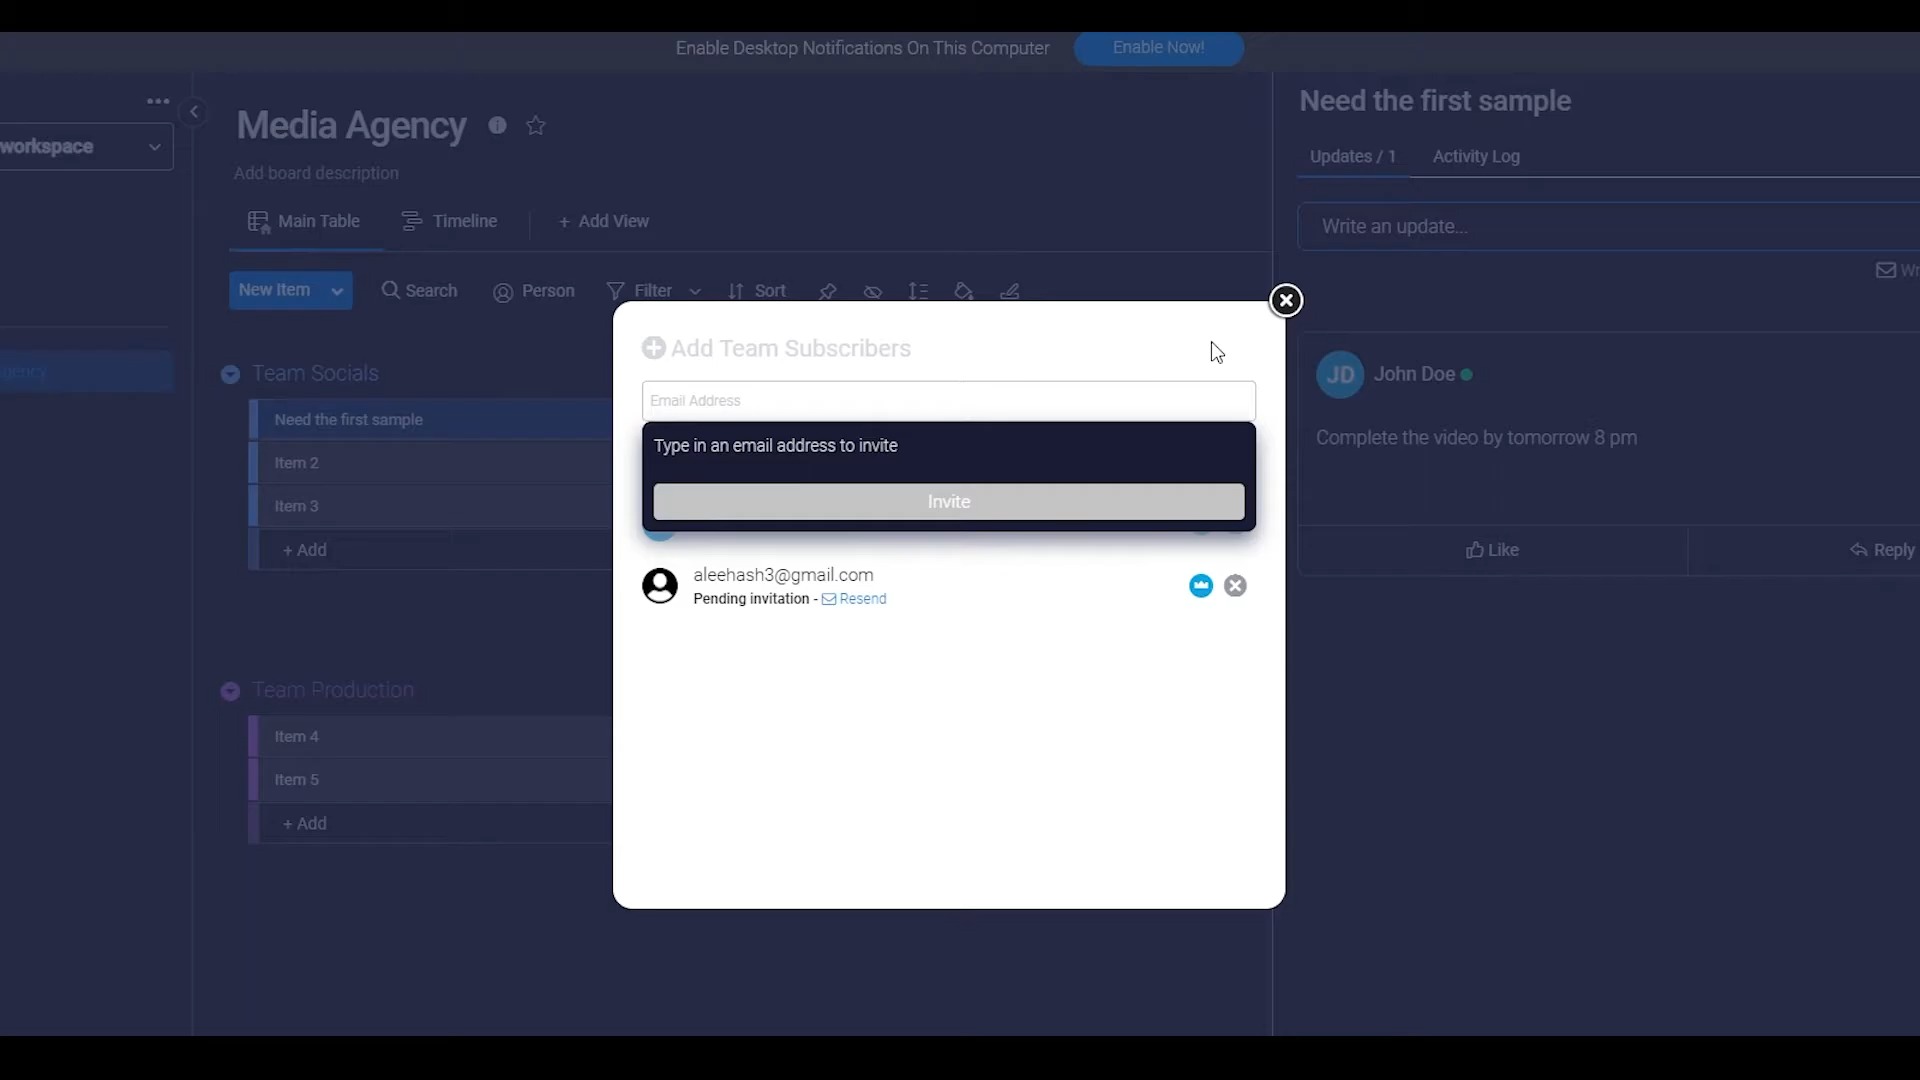 Enable Desktop Notifications On This Computer
Enable Now!
workspace
Media Agency
Add board description
Main Table
Timeline
+ Add View
New Item
Search
Person
Filter
Sort
Need the first sample
Updates / 1
Activity Log
Write an update...
Add Team Subscribers
Email Address
Type in an email address to invite
Invite
aleehash3@gmail.com
Pending invitation - Resend
Team Socials
Need the first sample
Item 2
Item 3
+ Add
Team Production
Item 4
Item 5
+ Add
JD
John Doe
Complete the video by tomorrow 8 pm
Like
Reply